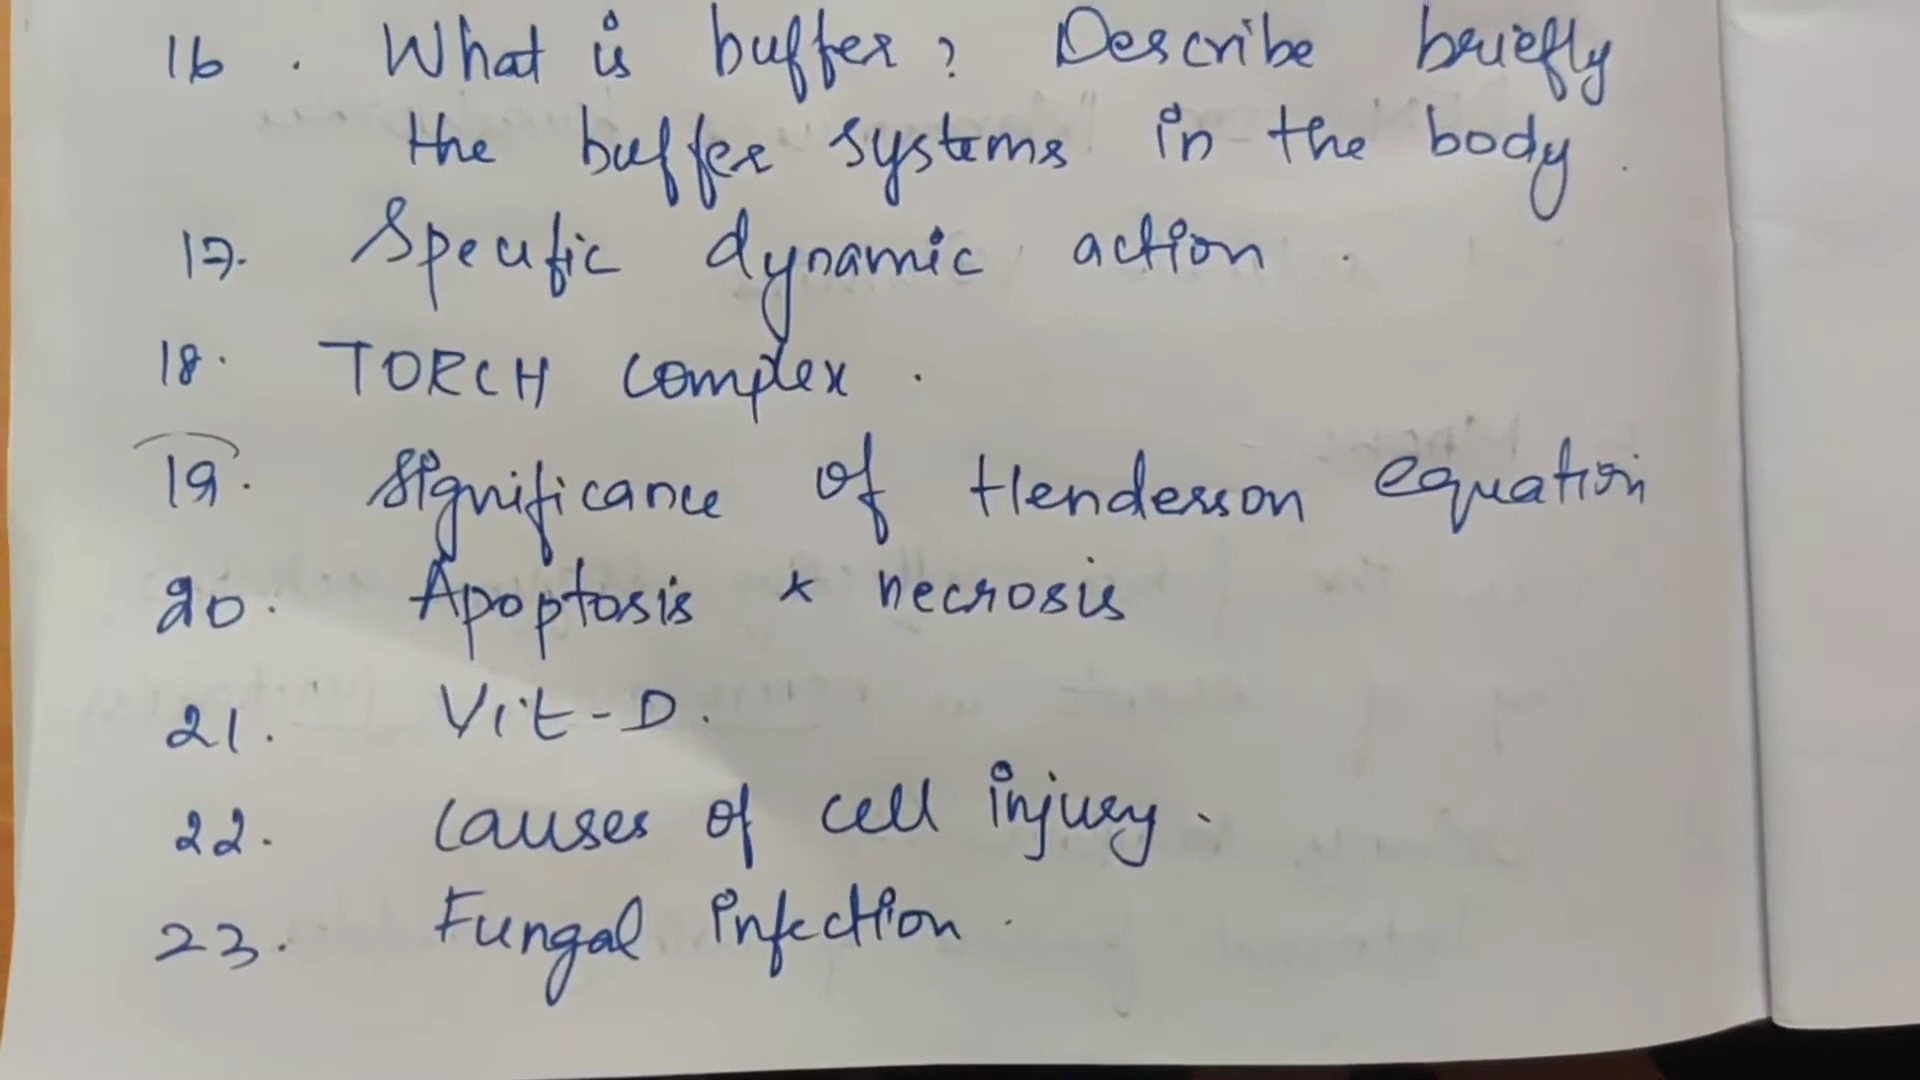 16. What is buffer? Describe briefly
the buffer systems in the body.
17. Specific dynamic action.
18. TORCH complex.
19. Significance of Henderson equation
20. Apoptosis * necrosis
21. Vit-D.
22. Causes of cell injury.
23. Fungal infection.